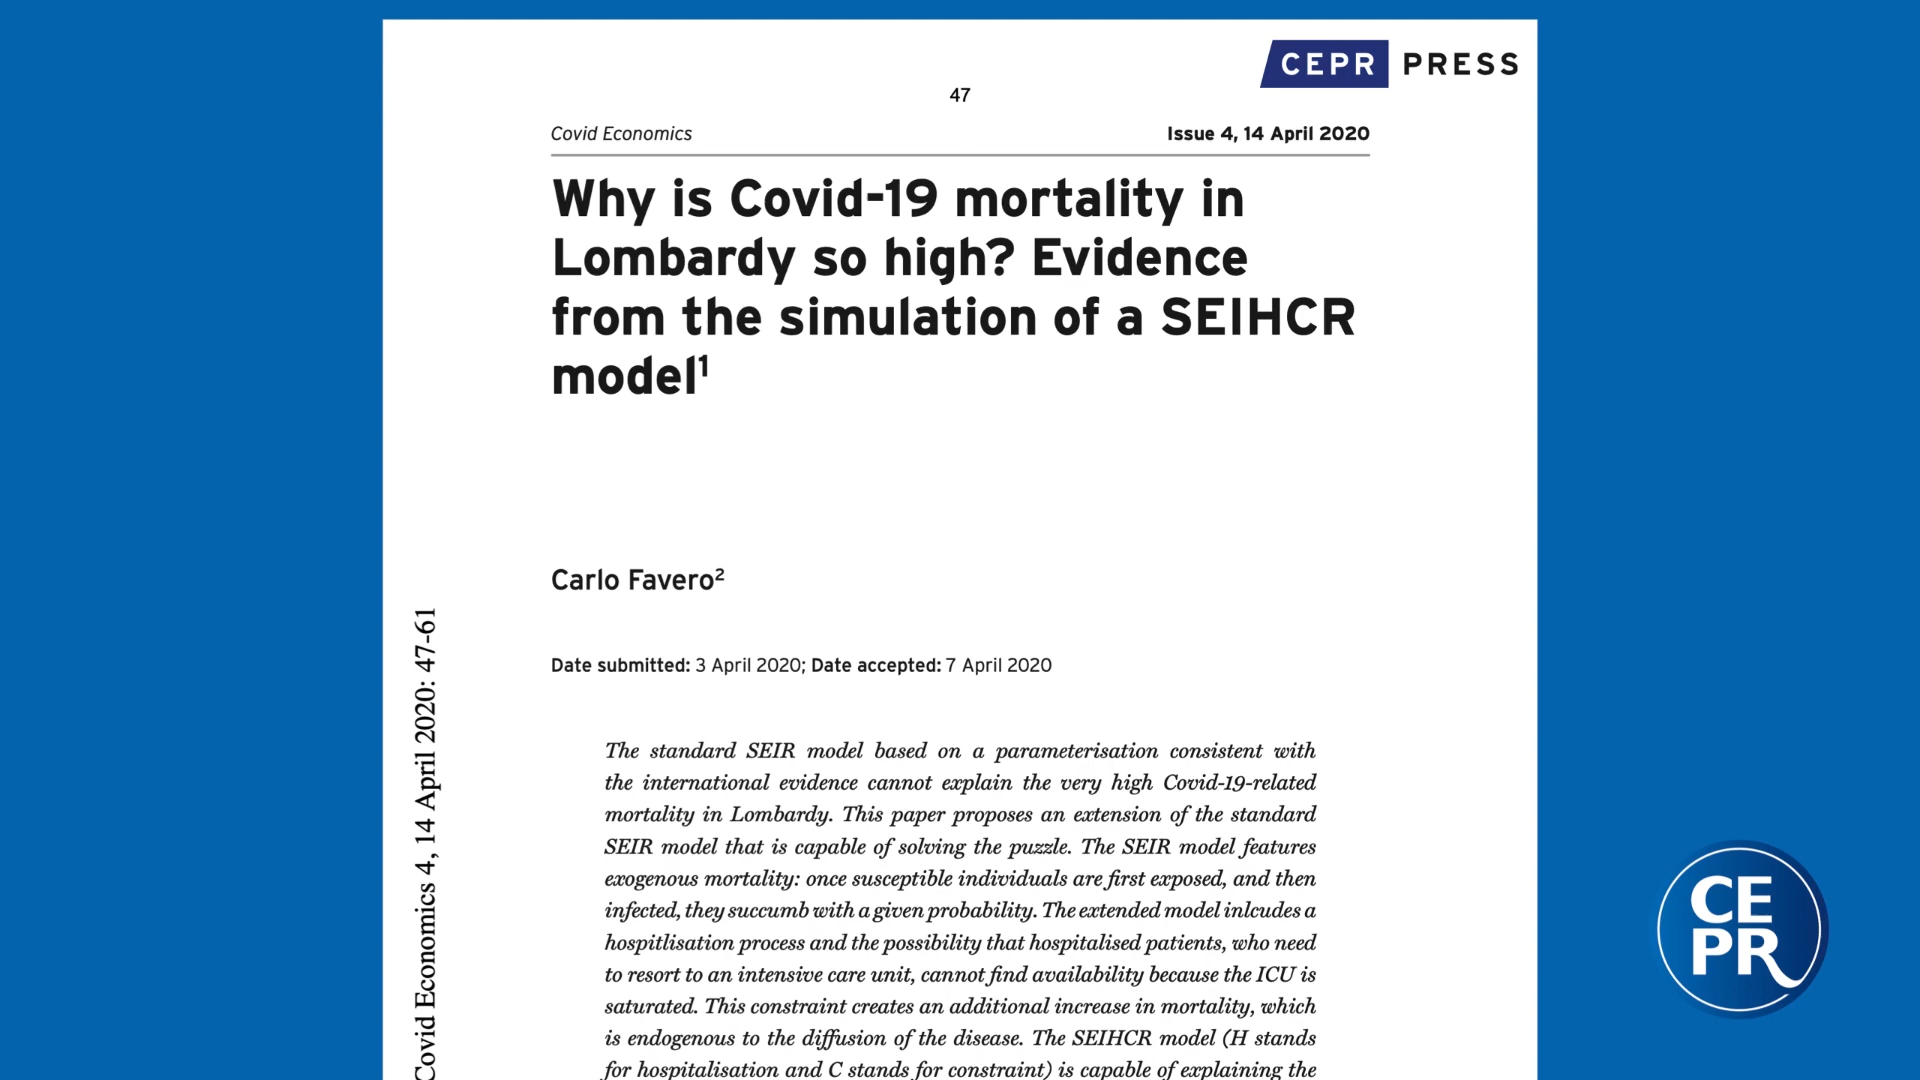 CEPR PRESS
47
Covid Economics Issue 4, 14 April 2020
Why is Covid-19 mortality in
Lombardy so high? Evidence
from the simulation of a SEIHCR
model¹
Carlo Favero²
Date submitted: 3 April 2020; Date accepted: 7 April 2020
The standard SEIR model based on a parameterisation consistent with
the international evidence cannot explain the very high Covid-19-related
mortality in Lombardy. This paper proposes an extension of the standard
SEIR model that is capable of solving the puzzle. The SEIR model features
exogenous mortality: once susceptible individuals are first exposed, and then
infected, they succumb with a given probability. The extended model inlcudes a
hospitlisation process and the possibility that hospitalised patients, who need
to resort to an intensive care unit, cannot find availability because the ICU is
saturated. This constraint creates an additional increase in mortality, which
is endogenous to the diffusion of the disease. The SEIHCR model (H stands
for hospitalisation and C stands for constraint) is capable of explaining the
Covid Economics 4, 14 April 2020: 47-61
CE
PR